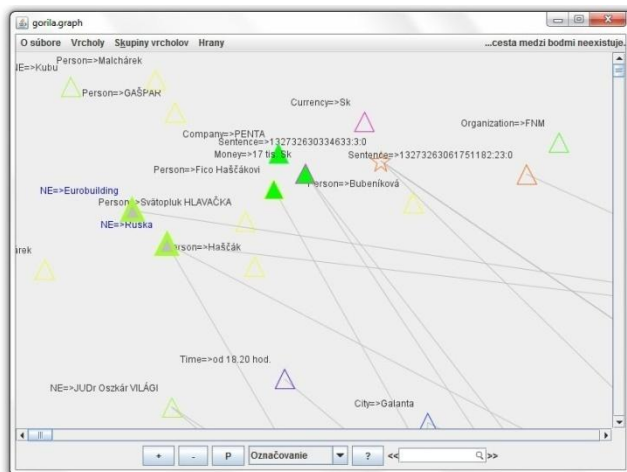 gorila.graph
O súbore Vrcholy Skupiny vrcholov Hrany ...cesta medzi bodmi neexistuje.
Person=>Malchárek
NE=>Kubu
Person=>GAŠPAR
Currency=>Sk
Organization=>FNM
Company=>PENTA
Sentence=>132732630334633:3:0
Money=>17 tis. Sk
Sentence=>13273263061751182:23:0
Person=>Fico Haščákovi
Person=>Bubeníková
NE=>Eurobuilding
Person=>Svätopluk HLAVAČKA
NE=>Ruska
Person=>Haščák
árek
Time=>od 18.20 hod.
NE=>JUDr Oszkár VILÁGI
City=>Galanta
+ - P Označovanie ? << >>